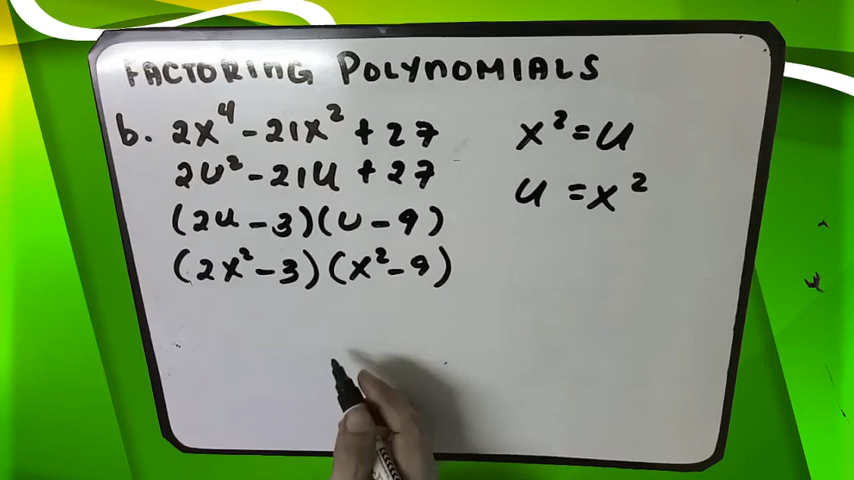 FACTORING POLYNOMIALS
b. 2x⁴ - 21x² + 27
2u² - 21u + 27
(2u - 3)(u - 9)
(2x² - 3)(x² - 9)
x² = u
u = x²